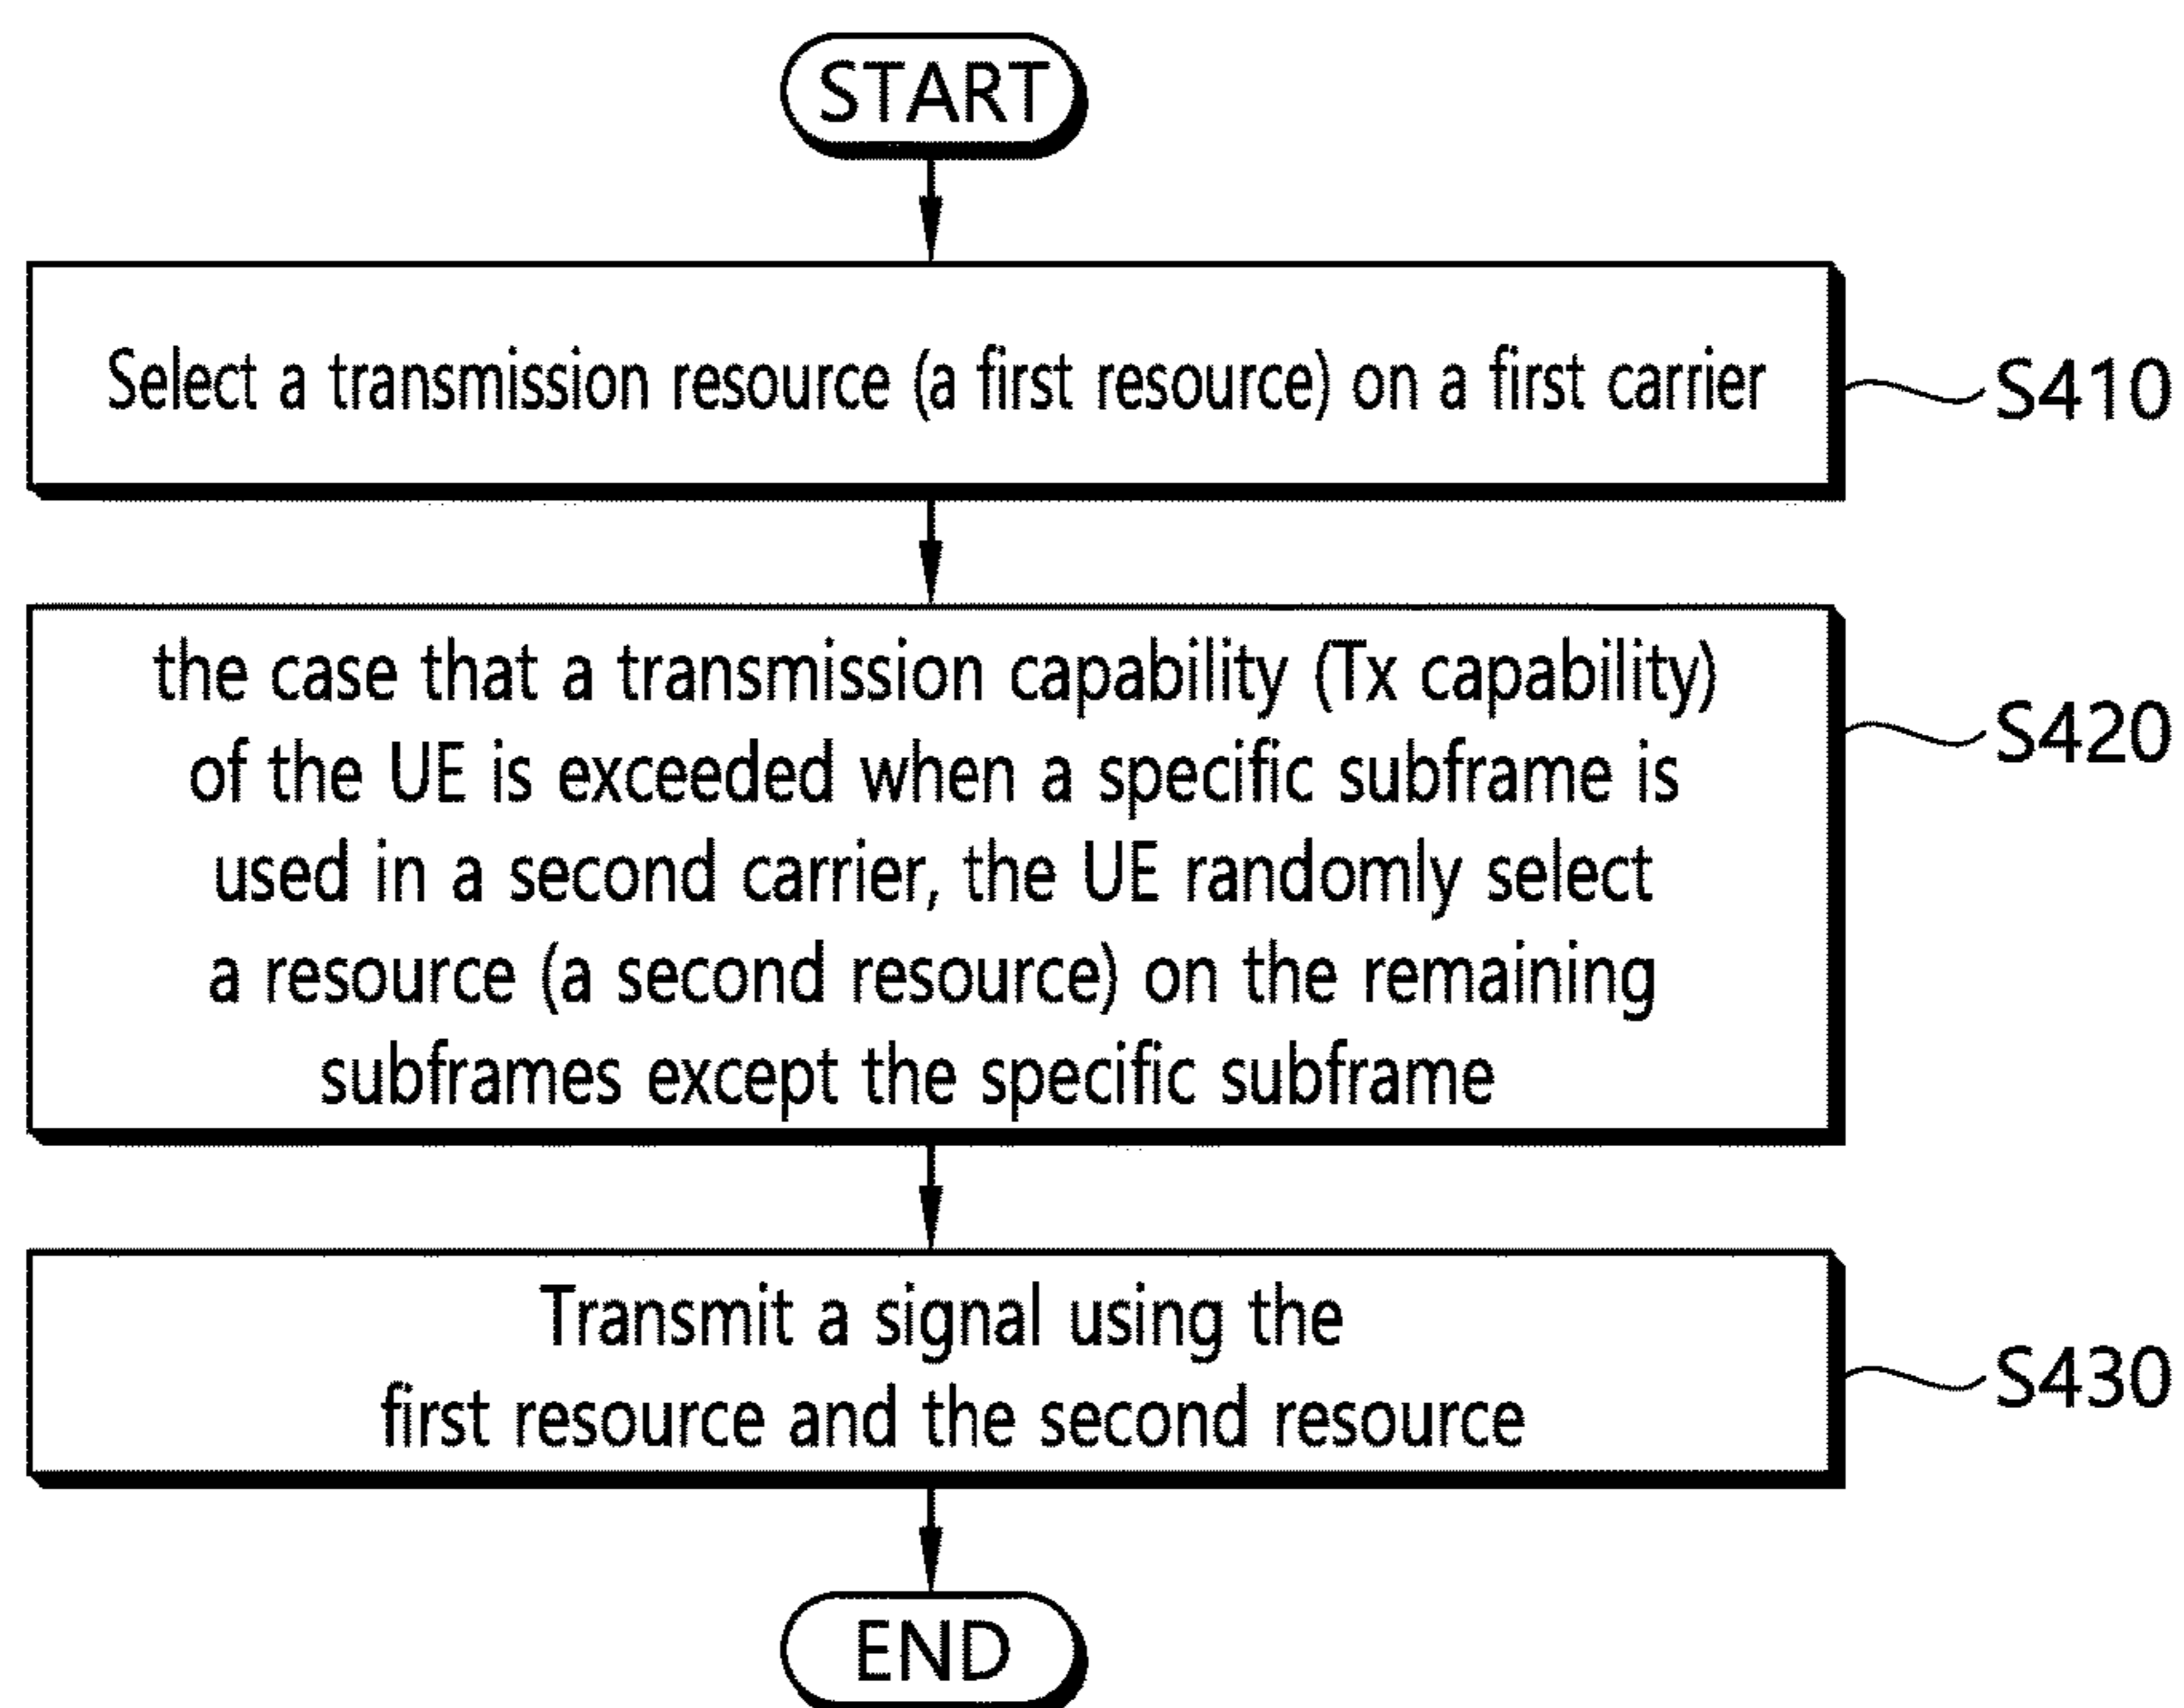 START
Select a transmission resource (a first resource) on a first carrier
S410
the case that a transmission capability (Tx capability)
of the UE is exceeded when a specific subframe is
used in a second carrier, the UE randomly select
a resource (a second resource) on the remaining
subframes except the specific subframe
S420
Transmit a signal using the
first resource and the second resource
S430
END